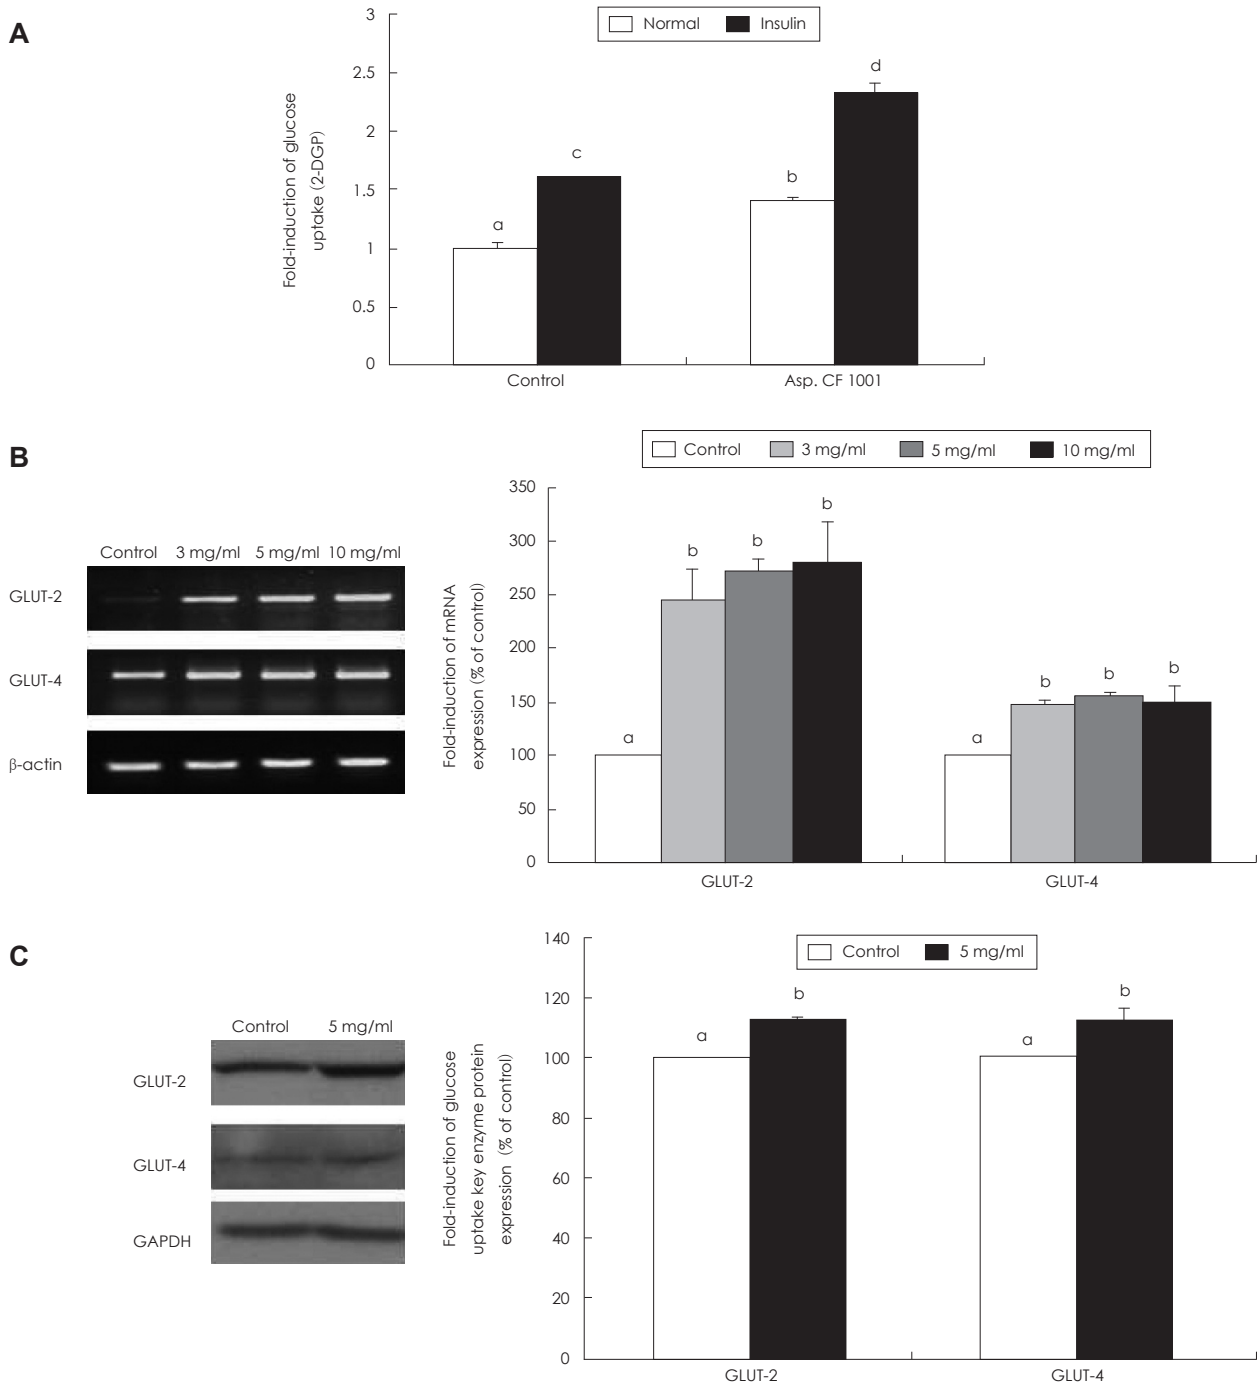 A
Normal Insulin
3
2.5
2
1.5
1
0.5
0
Fold-induction of glucose
uptake (2-DGP)
a
c
b
d
Control Asp. CF 1001
B
Control 3 mg/ml 5 mg/ml 10 mg/ml
GLUT-2
GLUT-4
β-actin
Control 3 mg/ml 5 mg/ml 10 mg/ml
350
300
250
200
150
100
50
0
Fold-induction of mRNA
expression (% of control)
a
b
b
b
a
b
b
b
GLUT-2 GLUT-4
C
Control 5 mg/ml
GLUT-2
GLUT-4
GAPDH
Control 5 mg/ml
140
120
100
80
60
40
20
0
Fold-induction of glucose
uptake key enzyme protein
expression (% of control)
a
b
a
b
GLUT-2 GLUT-4